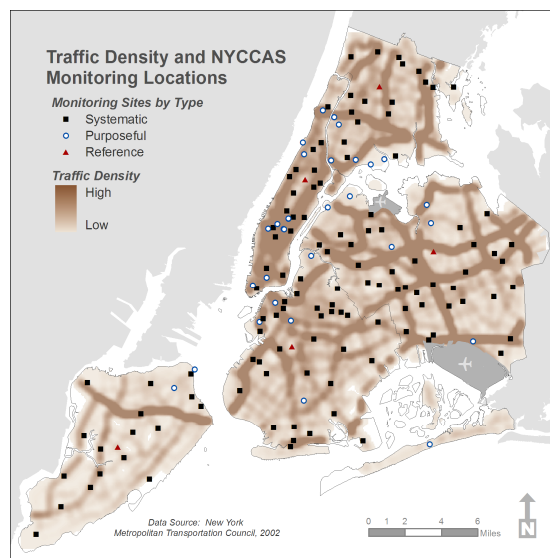 Traffic Density and NYCCAS
Monitoring Locations
Monitoring Sites by Type
Systematic
Purposeful
Reference
Traffic Density
High
Low
Data Source: New York
Metropolitan Transportation Council, 2002
N
0 1 2 4 6
Miles